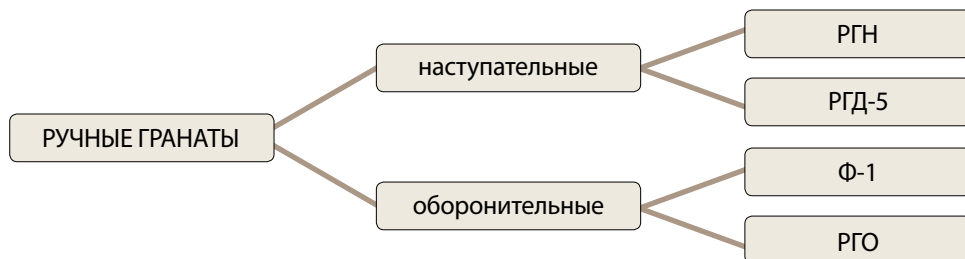 РУЧНЫЕ ГРАНАТЫ
наступательные
РГН
РГД-5
оборонительные
Ф-1
РГО